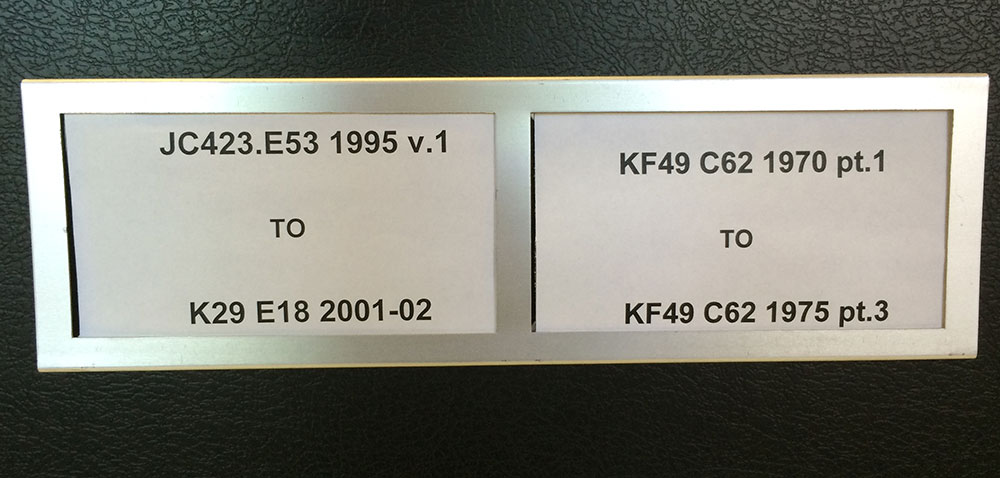 JC423.E53 1995 v.1
TO
K29 E18 2001-02
KF49 C62 1970 pt.1
TO
KF49 C62 1975 pt.3